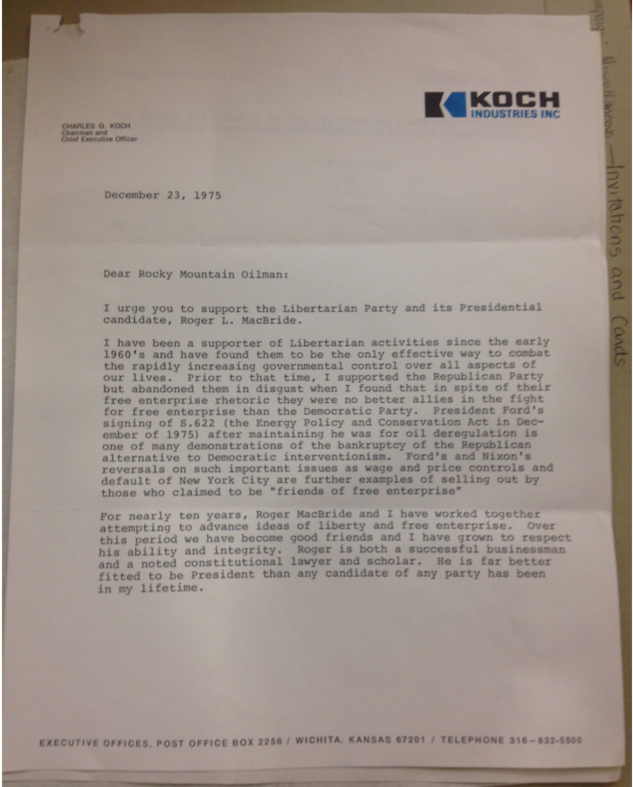 KOCH
INDUSTRIES INC
CHARLES G. KOCH
Chairman and
Chief Executive Officer
December 23, 1975
Dear Rocky Mountain Oilman:
I urge you to support the Libertarian Party and its Presidential
candidate, Roger L. MacBride.
I have been a supporter of Libertarian activities since the early
1960's and have found them to be the only effective way to combat
the rapidly increasing governmental control over all aspects of
our lives. Prior to that time, I supported the Republican Party
but abandoned them in disgust when I found that in spite of their
free enterprise rhetoric they were no better allies in the fight
for free enterprise than the Democratic Party. President Ford's
signing of S.622 (the Energy Policy and Conservation Act in Dec-
ember of 1975) after maintaining he was for oil deregulation is
one of many demonstrations of the bankruptcy of the Republican
alternative to Democratic interventionism. Ford's and Nixon's
reversals on such important issues as wage and price controls and
default of New York City are further examples of selling out by
those who claimed to be "friends of free enterprise"
For nearly ten years, Roger MacBride and I have worked together
attempting to advance ideas of liberty and free enterprise. Over
this period we have become good friends and I have grown to respect
his ability and integrity. Roger is both a successful businessman
and a noted constitutional lawyer and scholar. He is far better
fitted to be President than any candidate of any party has been
in my lifetime.
EXECUTIVE OFFICES, POST OFFICE BOX 2256 / WICHITA, KANSAS 67201 / TELEPHONE 316-832-5500
Miscellaneous — Invitations and Cards